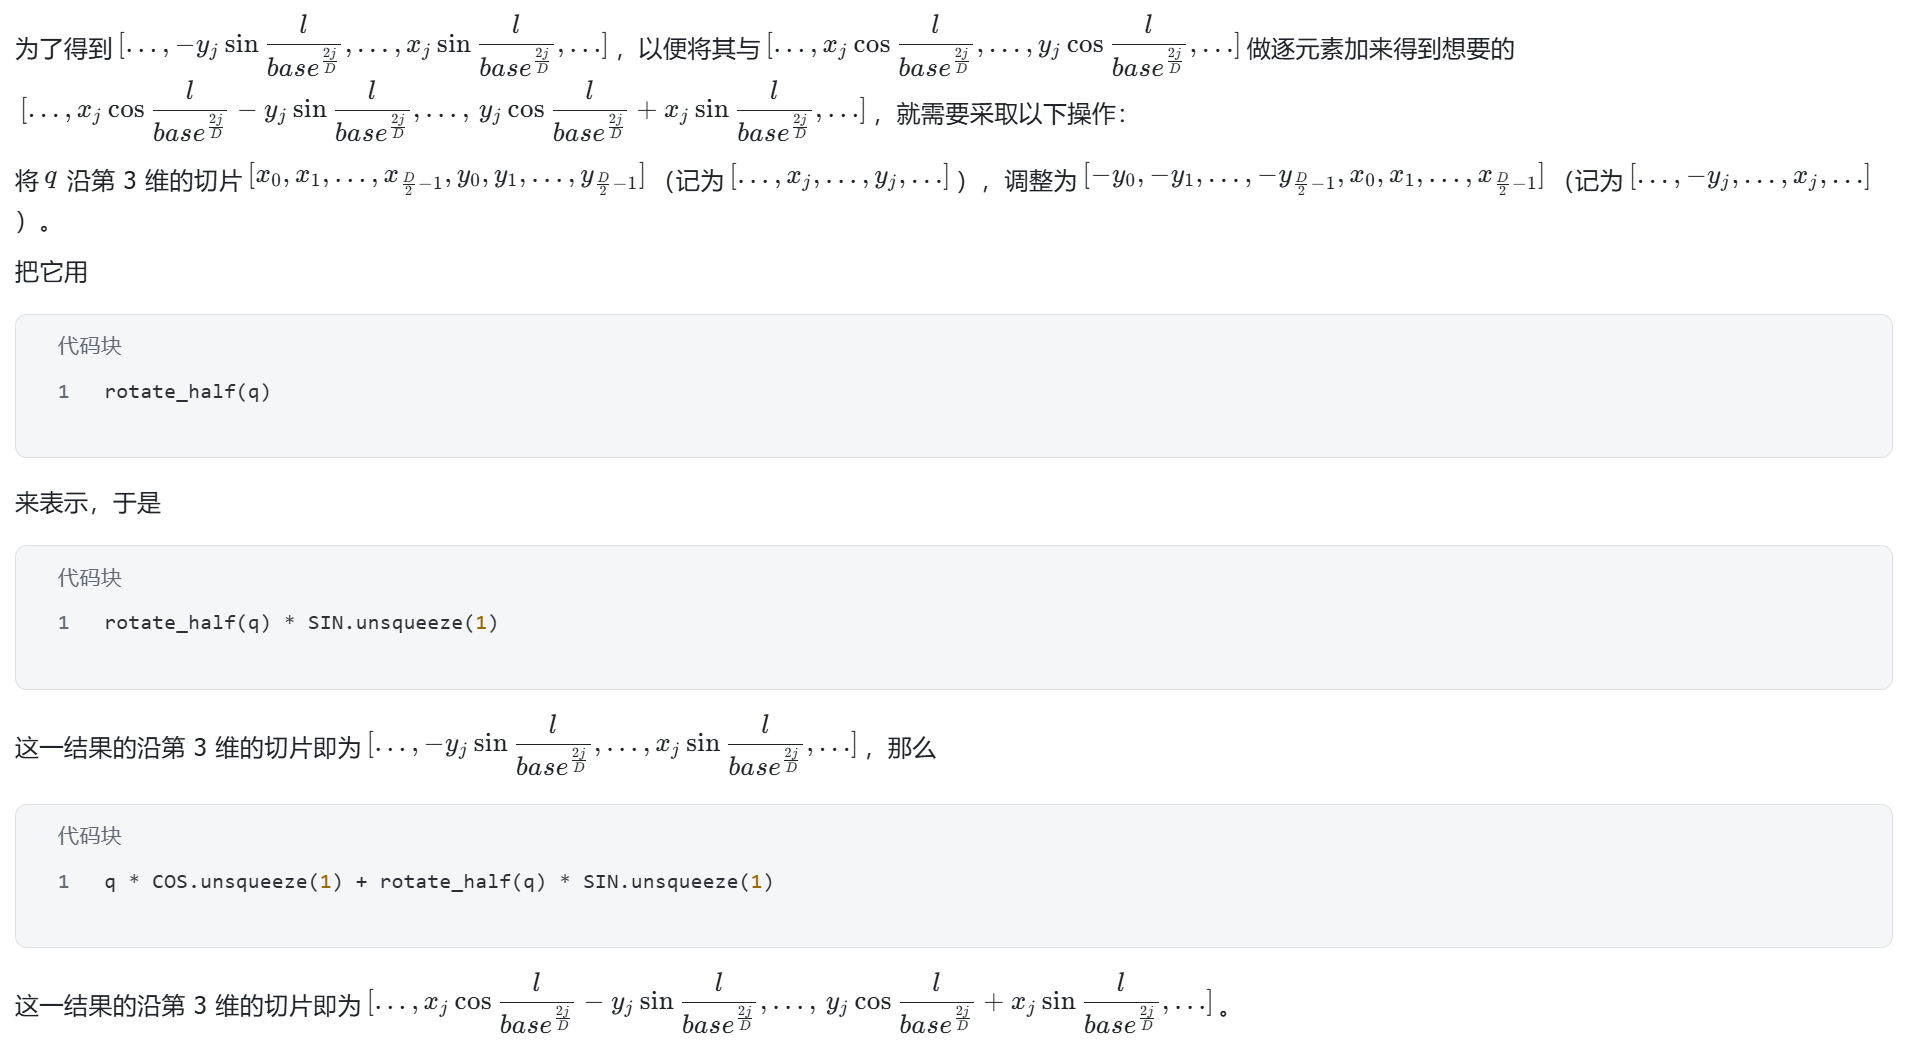 为了得到 $[\ldots, -y_j \sin \frac{l}{base^{\frac{2j}{D}}}, \ldots, x_j \sin \frac{l}{base^{\frac{2j}{D}}}, \ldots]$ ，以便将其与 $[\ldots, x_j \cos \frac{l}{base^{\frac{2j}{D}}}, \ldots, y_j \cos \frac{l}{base^{\frac{2j}{D}}}, \ldots]$ 做逐元素加来得到想要的
$[\ldots, x_j \cos \frac{l}{base^{\frac{2j}{D}}} - y_j \sin \frac{l}{base^{\frac{2j}{D}}}, \ldots, y_j \cos \frac{l}{base^{\frac{2j}{D}}} + x_j \sin \frac{l}{base^{\frac{2j}{D}}}, \ldots]$ ，就需要采取以下操作：
将 $q$ 沿第 3 维的切片 $[x_0, x_1, \ldots, x_{\frac{D}{2}-1}, y_0, y_1, \ldots, y_{\frac{D}{2}-1}]$ （记为 $[\ldots, x_j, \ldots, y_j, \ldots]$ ），调整为 $[-y_0, -y_1, \ldots, -y_{\frac{D}{2}-1}, x_0, x_1, \ldots, x_{\frac{D}{2}-1}]$ （记为 $[\ldots, -y_j, \ldots, x_j, \ldots]$
）。
把它用
代码块
1 rotate_half(q)
来表示，于是
代码块
1 rotate_half(q) * SIN.unsqueeze(1)
这一结果的沿第 3 维的切片即为 $[\ldots, -y_j \sin \frac{l}{base^{\frac{2j}{D}}}, \ldots, x_j \sin \frac{l}{base^{\frac{2j}{D}}}, \ldots]$ ，那么
代码块
1 q * COS.unsqueeze(1) + rotate_half(q) * SIN.unsqueeze(1)
这一结果的沿第 3 维的切片即为 $[\ldots, x_j \cos \frac{l}{base^{\frac{2j}{D}}} - y_j \sin \frac{l}{base^{\frac{2j}{D}}}, \ldots, y_j \cos \frac{l}{base^{\frac{2j}{D}}} + x_j \sin \frac{l}{base^{\frac{2j}{D}}}, \ldots]$ 。